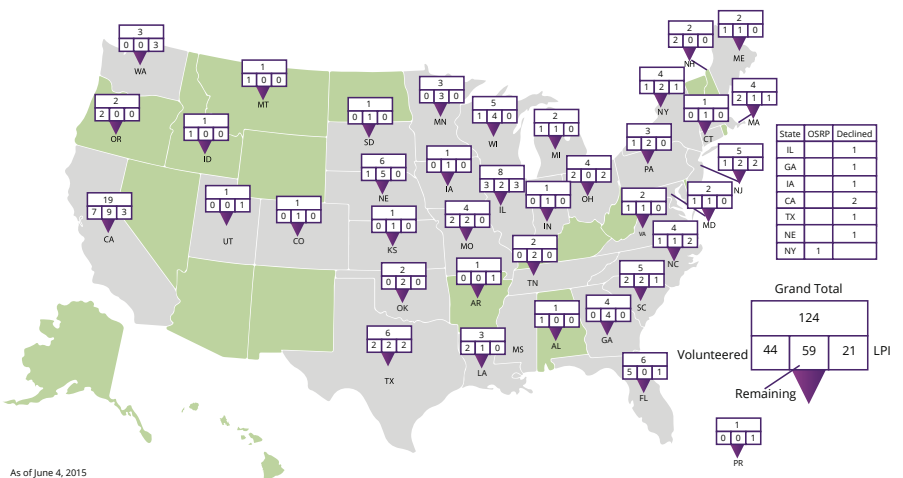 3
0 0 3
WA
2
2 0 0
OR
1
1 0 0
MT
1
1 0 0
ID
1
0 1 0
SD
3
0 3 0
MN
5
1 4 0
WI
2
1 1 0
MI
2
2 0 0
NH
2
1 1 0
ME
4
1 2 1
NY
4
2 1 1
MA
1
0 1 0
CT
3
1 2 0
PA
5
1 2 2
NJ
2
1 1 0
MD
19
7 9 3
CA
1
0 0 1
UT
1
0 1 0
CO
6
1 5 0
NE
1
0 1 0
IA
8
3 2 3
IL
1
0 1 0
IN
4
2 0 2
OH
2
1 1 0
VA
1
0 1 0
KS
4
2 2 0
MO
2
0 2 0
TN
4
1 1 2
NC
2
0 2 0
OK
1
0 0 1
AR
5
2 2 1
SC
6
2 2 2
TX
3
2 1 0
LA
MS
1
1 0 0
AL
4
0 4 0
GA
6
5 0 1
FL
1
0 0 1
PR
State OSRP Declined
IL 1
GA 1
IA 1
CA 2
TX 1
NE 1
NY 1
Grand Total
124
Volunteered 44 59 21 LPI
Remaining
As of June 4, 2015